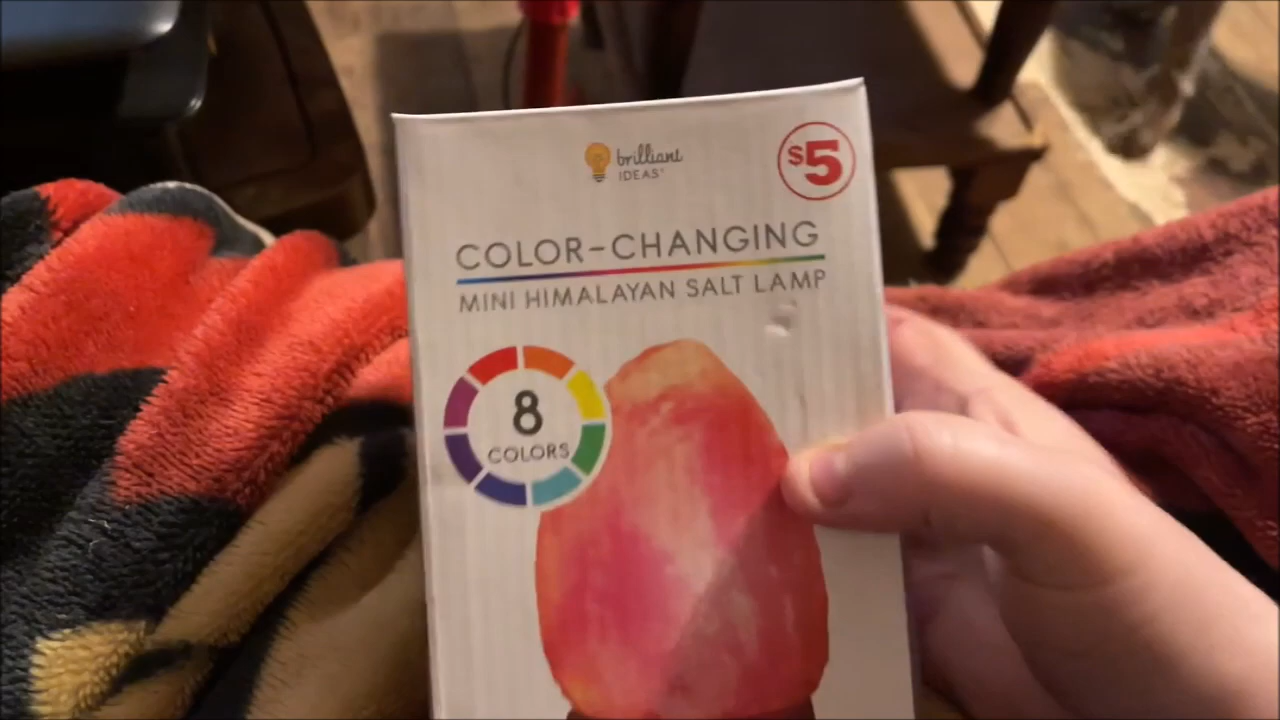 brilliant
IDEAS®
$5
COLOR-CHANGING
MINI HIMALAYAN SALT LAMP
8
COLORS